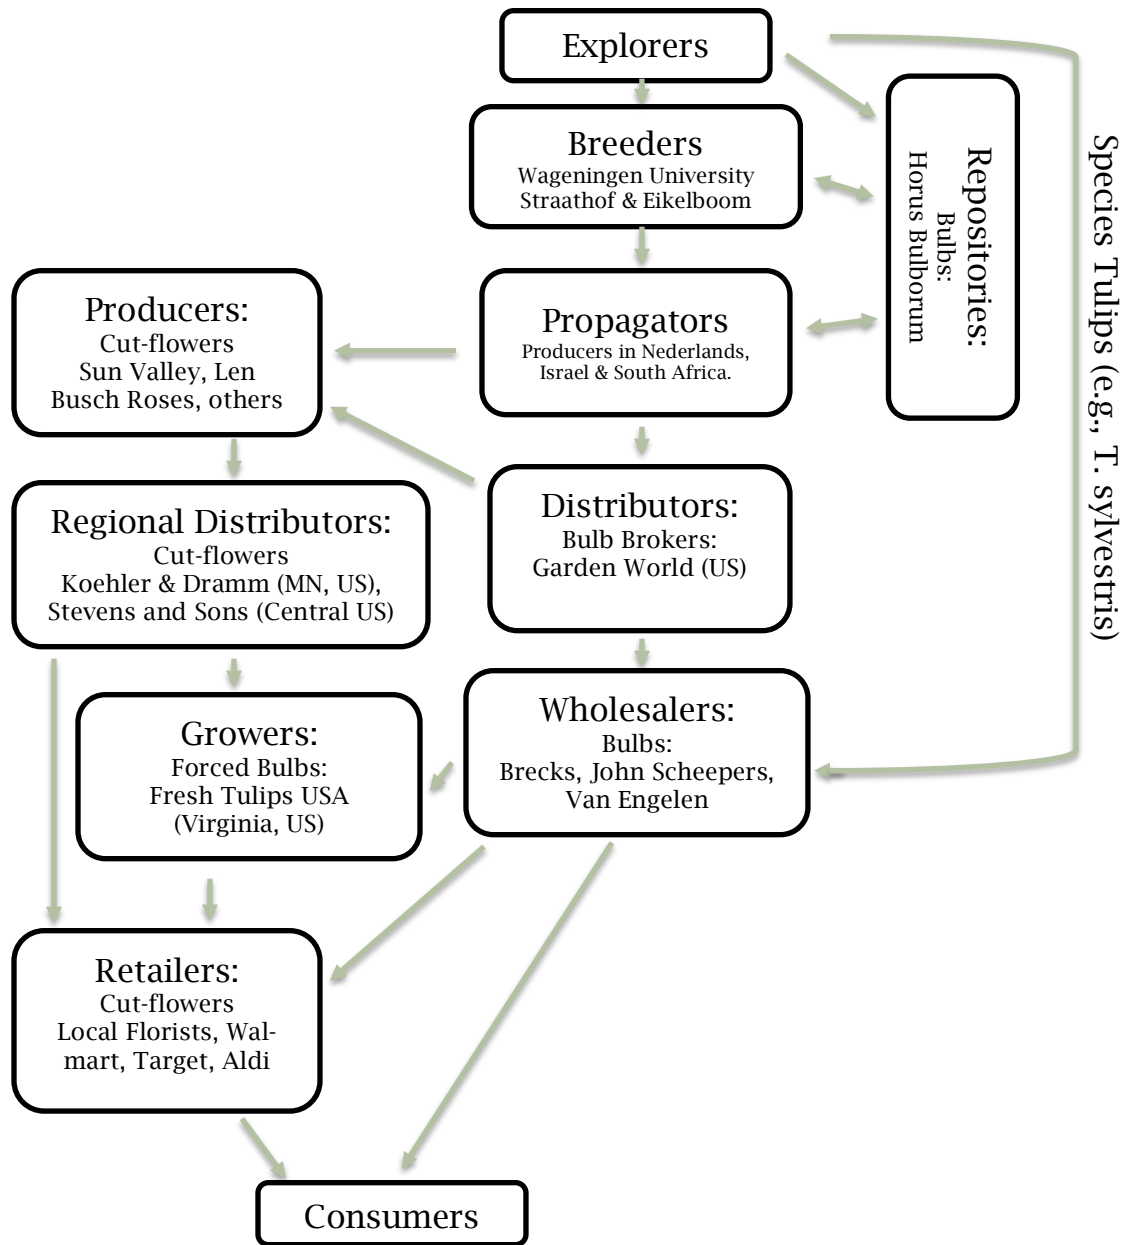 Explorers
Breeders
Wageningen University
Straathof & Eikelboom
Repositories:
Bulbs:
Horus Bulborum
Species Tulips (e.g., T. sylvestris)
Producers:
Cut-flowers
Sun Valley, Len
Busch Roses, others
Propagators
Producers in Nederlands,
Israel & South Africa.
Regional Distributors:
Cut-flowers
Koehler & Dramm (MN, US),
Stevens and Sons (Central US)
Distributors:
Bulb Brokers:
Garden World (US)
Growers:
Forced Bulbs:
Fresh Tulips USA
(Virginia, US)
Wholesalers:
Bulbs:
Brecks, John Scheepers,
Van Engelen
Retailers:
Cut-flowers
Local Florists, Wal-
mart, Target, Aldi
Consumers